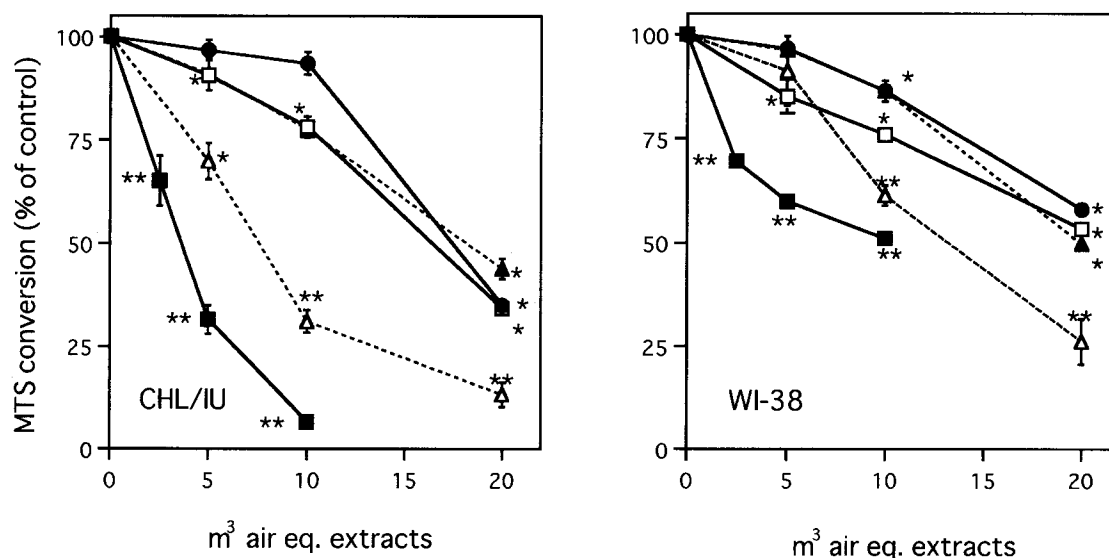 MTS conversion (% of control)
100
75
50
25
0
* * * * ** ** ** ** ** * * *
CHL/IU
0 5 10 15 20
m³ air eq. extracts
100
75
50
25
0
* * * ** ** ** ** ** * * *
WI-38
0 5 10 15 20
m³ air eq. extracts